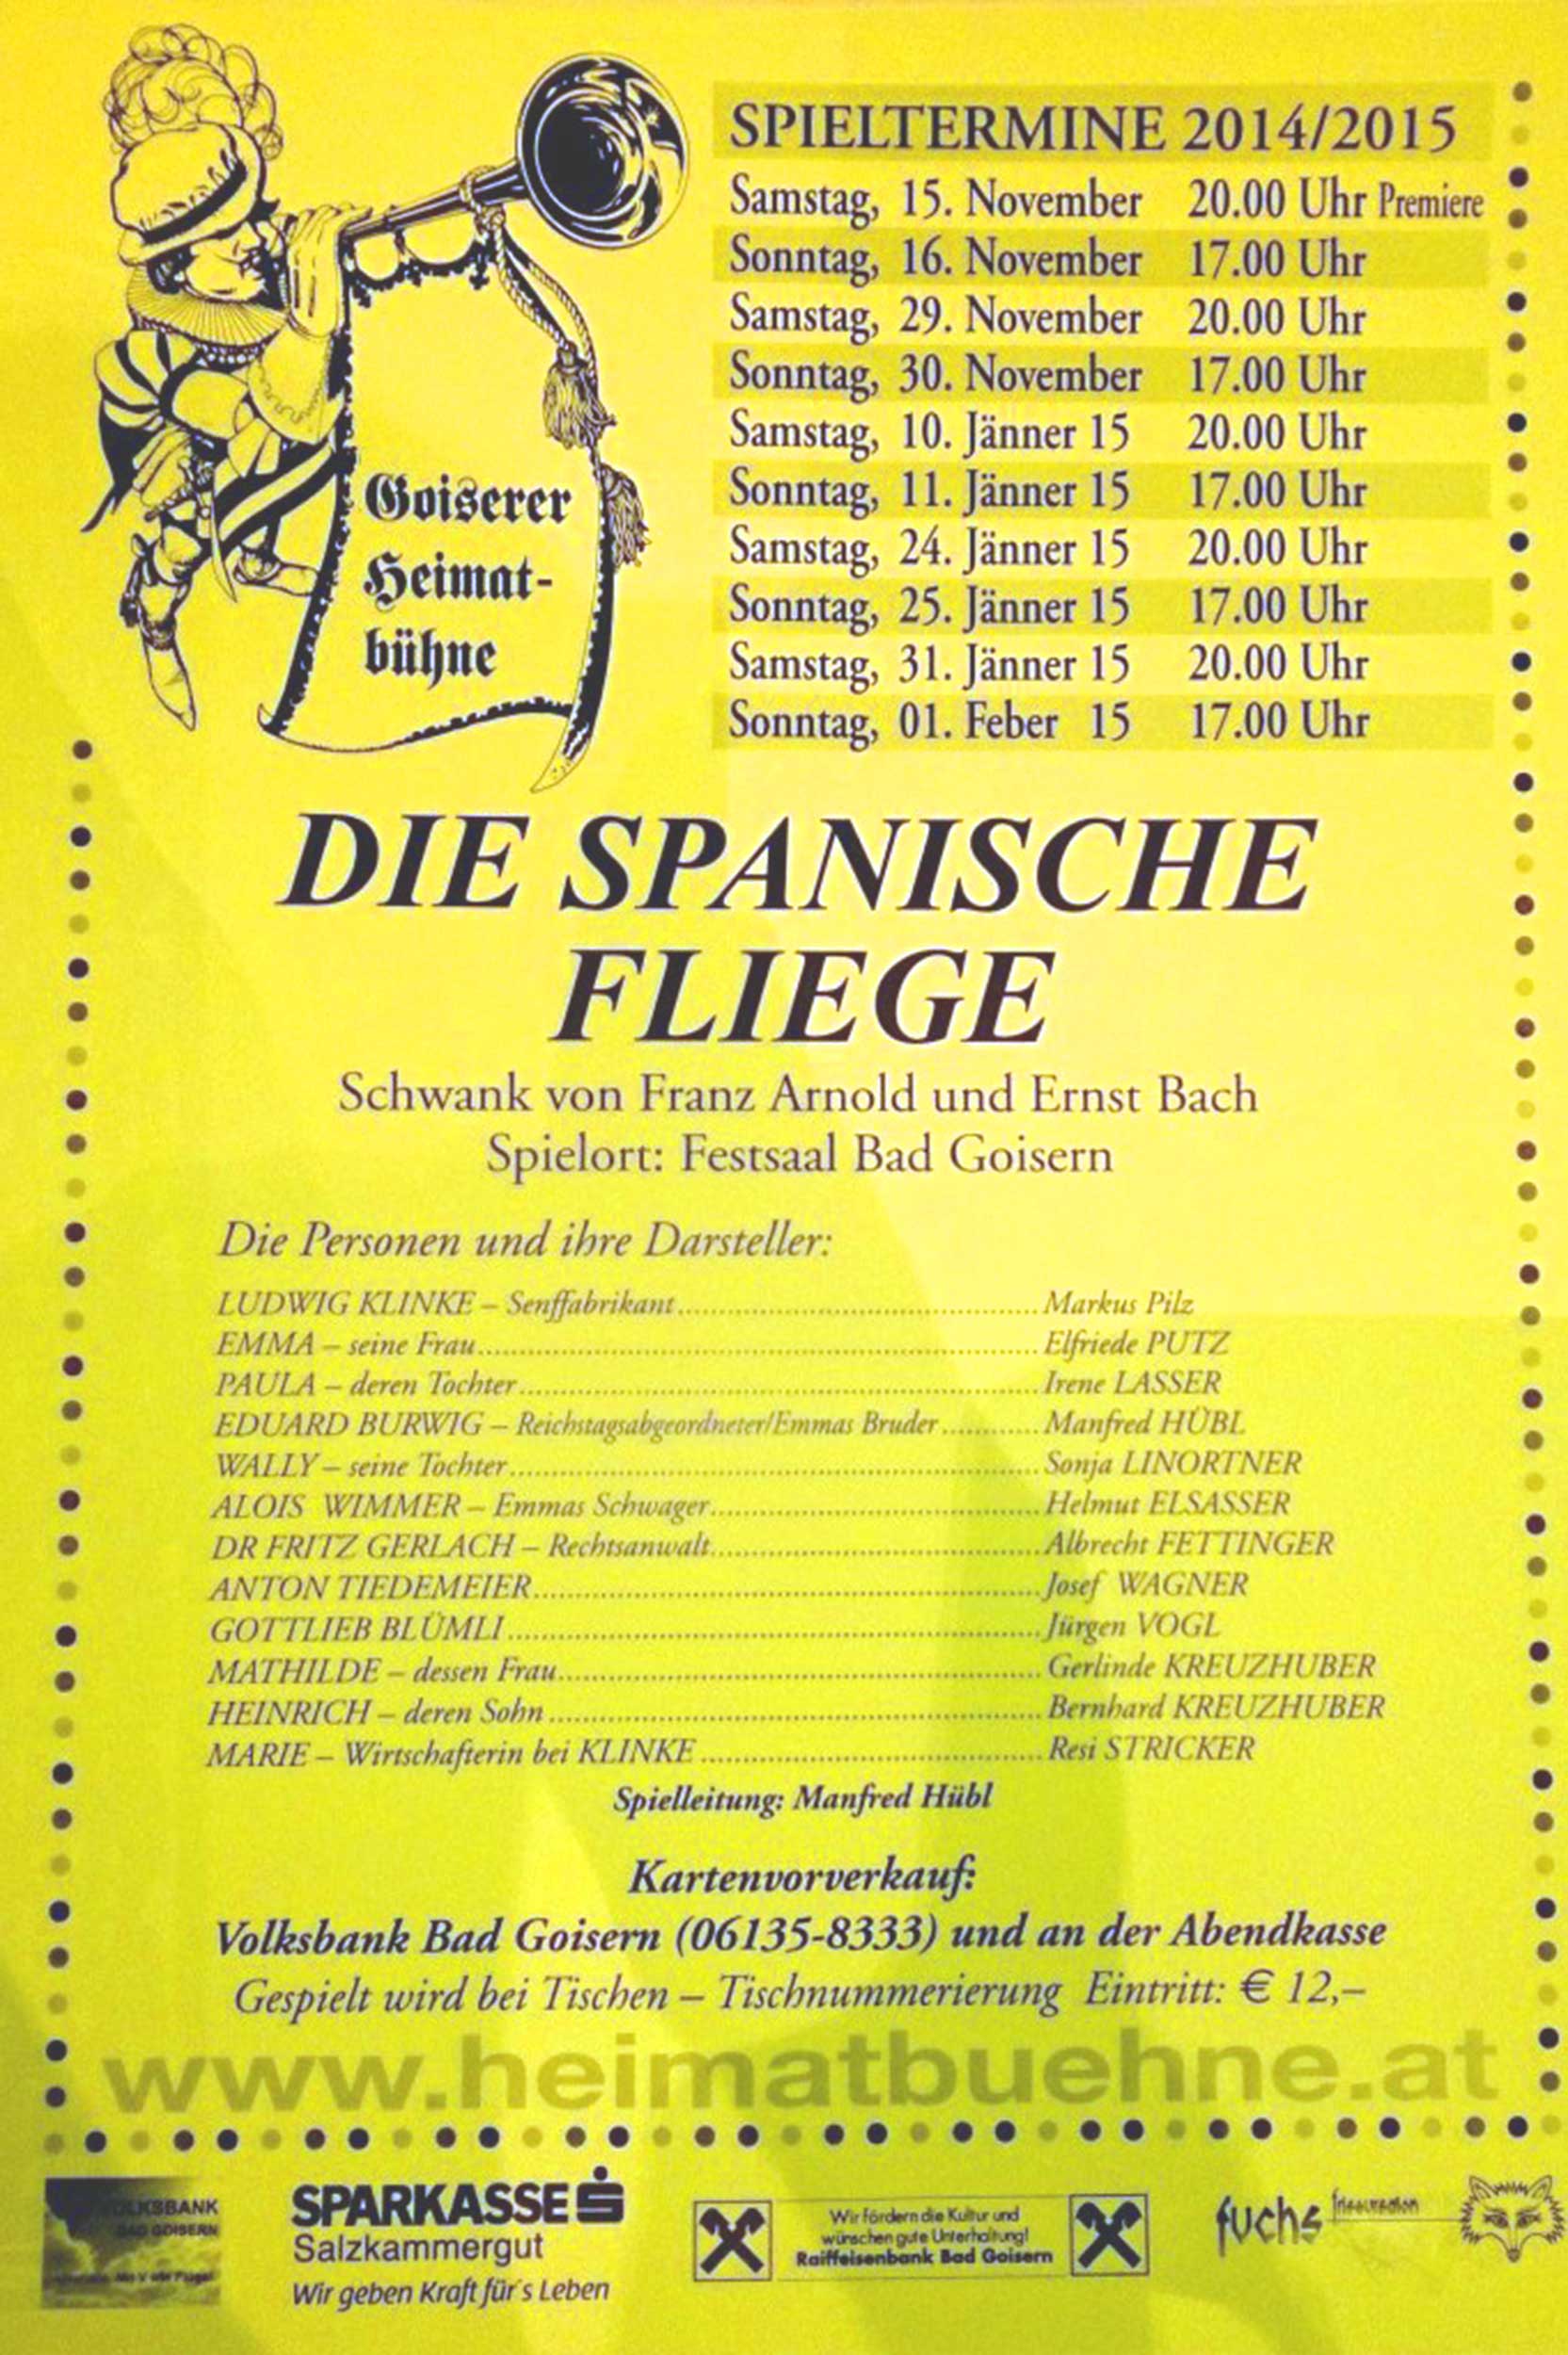 SPIELTERMINE 2014/2015
Samstag, 15. November 20.00 Uhr Premiere
Sonntag, 16. November 17.00 Uhr
Samstag, 29. November 20.00 Uhr
Sonntag, 30. November 17.00 Uhr
Samstag, 10. Jänner 15 20.00 Uhr
Sonntag, 11. Jänner 15 17.00 Uhr
Samstag, 24. Jänner 15 20.00 Uhr
Sonntag, 25. Jänner 15 17.00 Uhr
Samstag, 31. Jänner 15 20.00 Uhr
Sonntag, 01. Feber 15 17.00 Uhr
Goiserer
Heimat-
bühne
DIE SPANISCHE
FLIEGE
Schwank von Franz Arnold und Ernst Bach
Spielort: Festsaal Bad Goisern
Die Personen und ihre Darsteller:
LUDWIG KLINKE – Senffabrikant Markus Pilz
EMMA – seine Frau Elfriede PUTZ
PAULA – deren Tochter Irene LASSER
EDUARD BURWIG – Reichstagsabgeordneter/Emmas Bruder Manfred HÜBL
WALLY – seine Tochter Sonja LINORTNER
ALOIS WIMMER – Emmas Schwager Helmut ELSASSER
DR FRITZ GERLACH – Rechtsanwalt Albrecht FETTINGER
ANTON TIEDEMEIER Josef WAGNER
GOTTLIEB BLÜMLI Jürgen VOGL
MATHILDE – dessen Frau Gerlinde KREUZHUBER
HEINRICH – deren Sohn Bernhard KREUZHUBER
MARIE – Wirtschafterin bei KLINKE Resi STRICKER
Spielleitung: Manfred Hübl
Kartenvorverkauf:
Volksbank Bad Goisern (06135-8333) und an der Abendkasse
Gespielt wird bei Tischen – Tischnummerierung Eintritt: € 12,–
www.heimatbuehne.at
VOLKSBANK
BAD GOISERN
SPARKASSE
Salzkammergut
Wir geben Kraft für's Leben
Wir fördern die Kultur und
wünschen gute Unterhaltung!
Raiffeisenbank Bad Goisern
fuchs